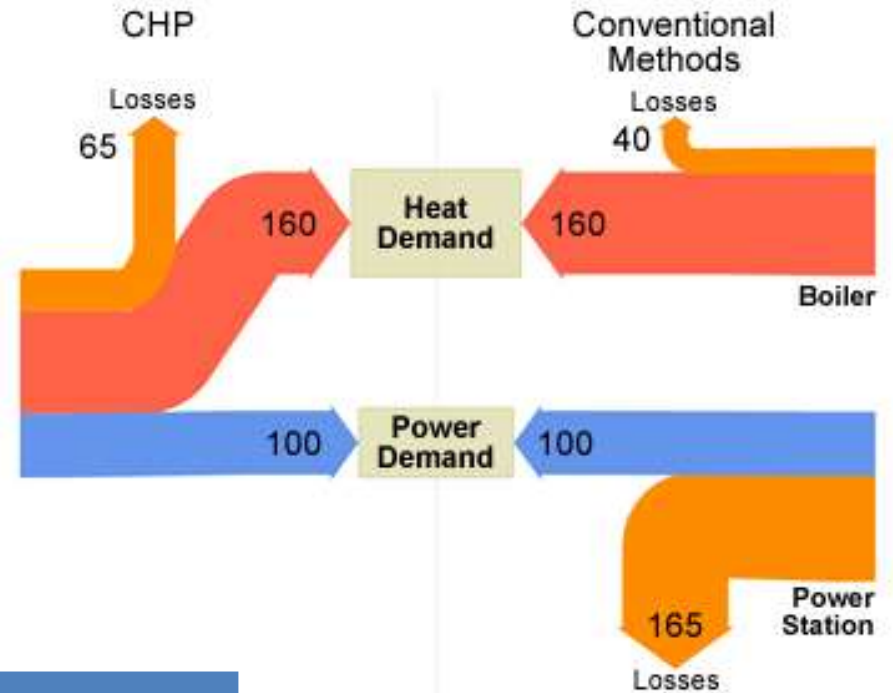 CHP
Conventional
Methods
Losses
Losses
65
40
160
Heat
Demand
160
Boiler
100
Power
Demand
100
Power
Station
165
Losses